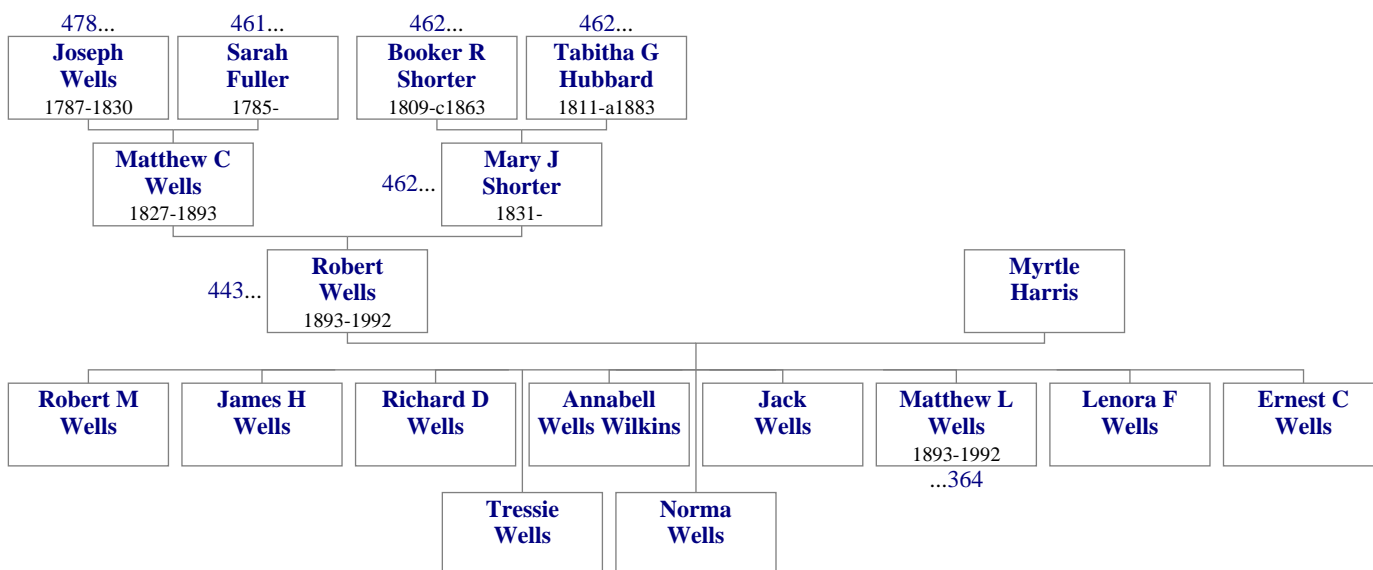 478... 461... 462... 462...
Joseph Wells 1787-1830
Sarah Fuller 1785-
Booker R Shorter 1809-c1863
Tabitha G Hubbard 1811-a1883
Matthew C Wells 1827-1893
462...
Mary J Shorter 1831-
443...
Robert Wells 1893-1992
Myrtle Harris
Robert M Wells
James H Wells
Richard D Wells
Annabell Wells Wilkins
Jack Wells
Matthew L Wells 1893-1992
...364
Lenora F Wells
Ernest C Wells
Tressie Wells
Norma Wells